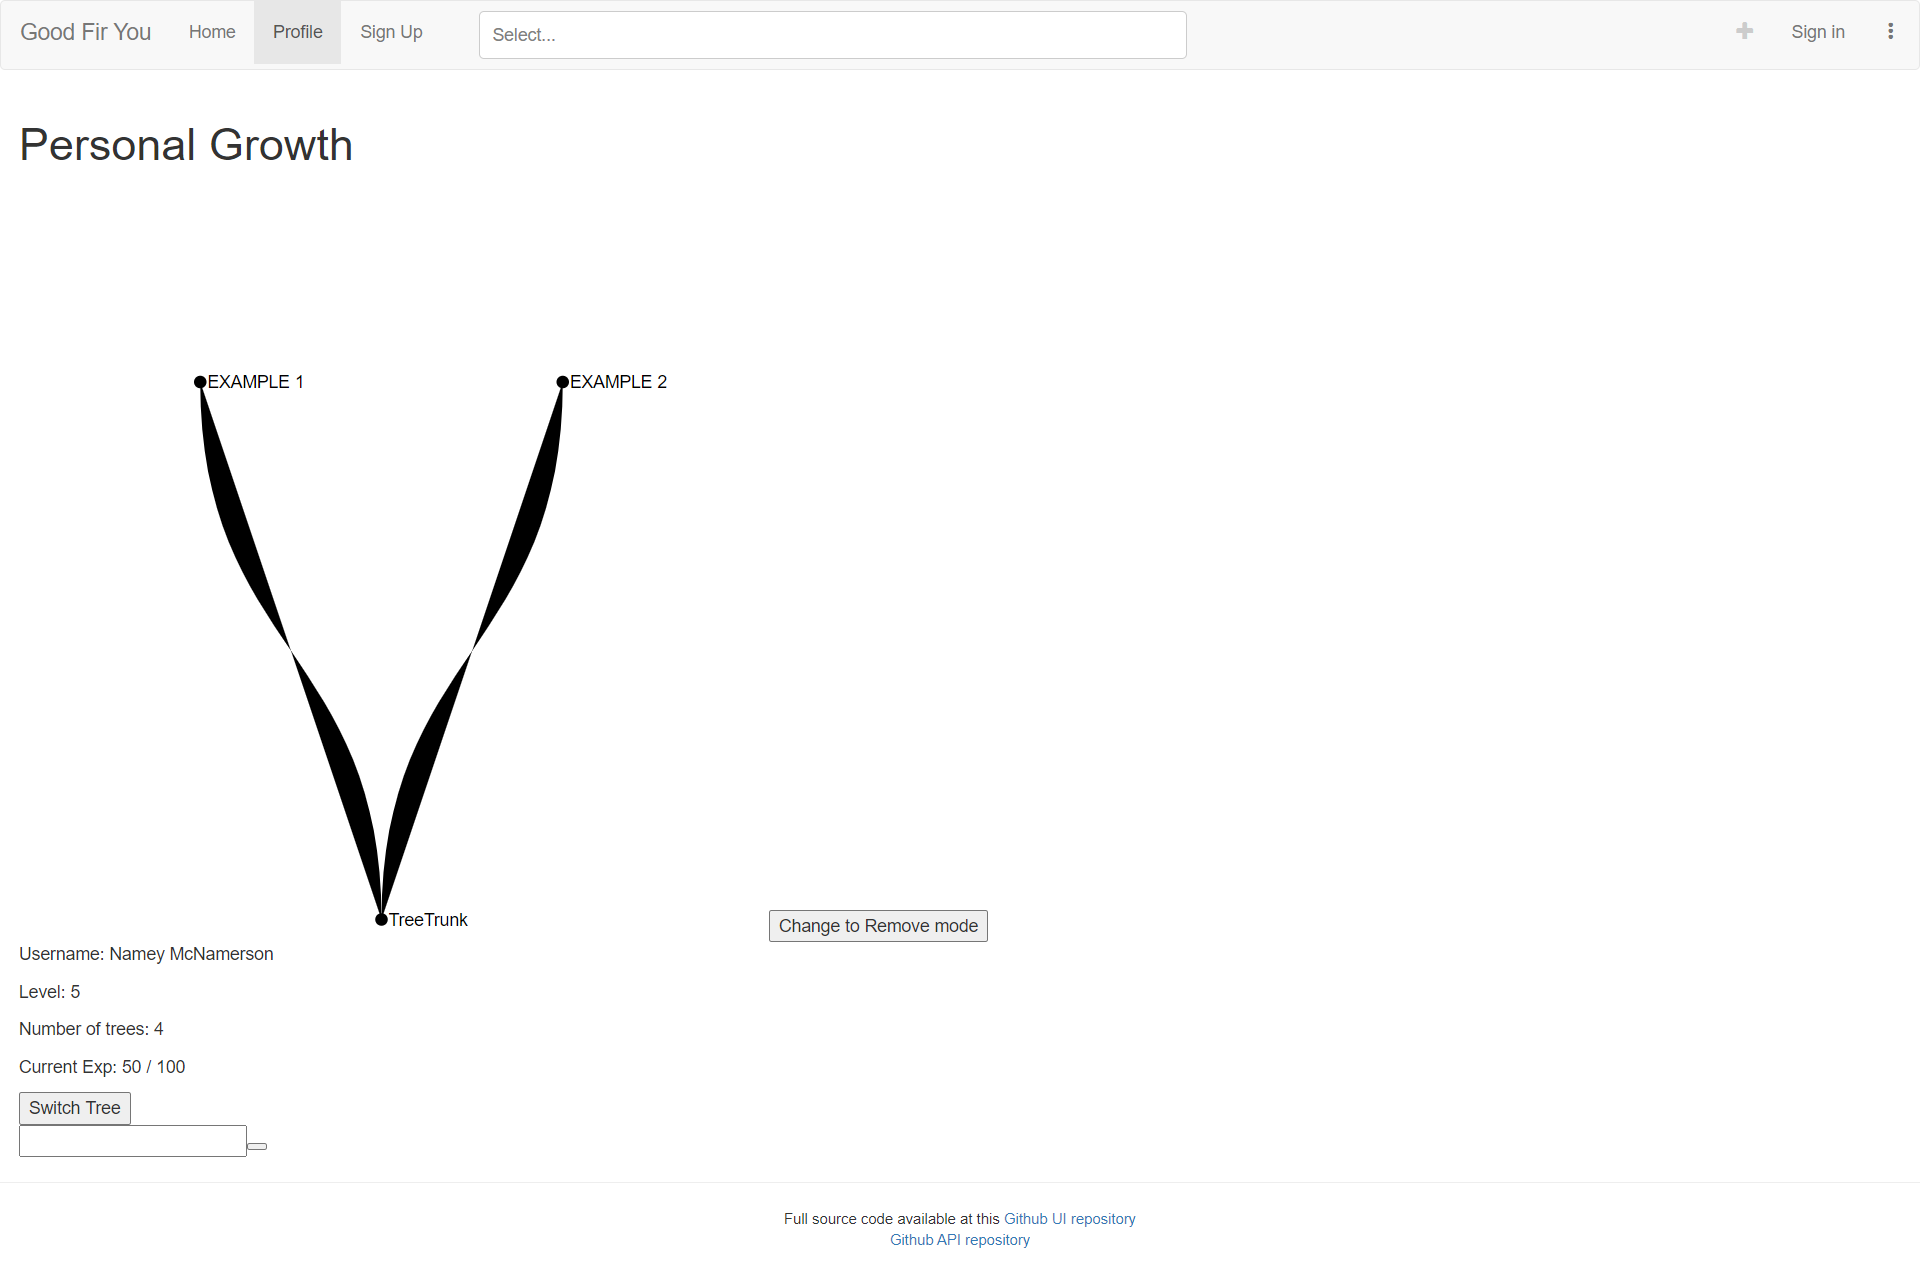 Good Fir You Home Profile Sign Up Select... Sign in
Personal Growth
EXAMPLE 1 EXAMPLE 2
TreeTrunk
Change to Remove mode
Username: Namey McNamerson
Level: 5
Number of trees: 4
Current Exp: 50 / 100
Switch Tree
Full source code available at this Github UI repository
Github API repository